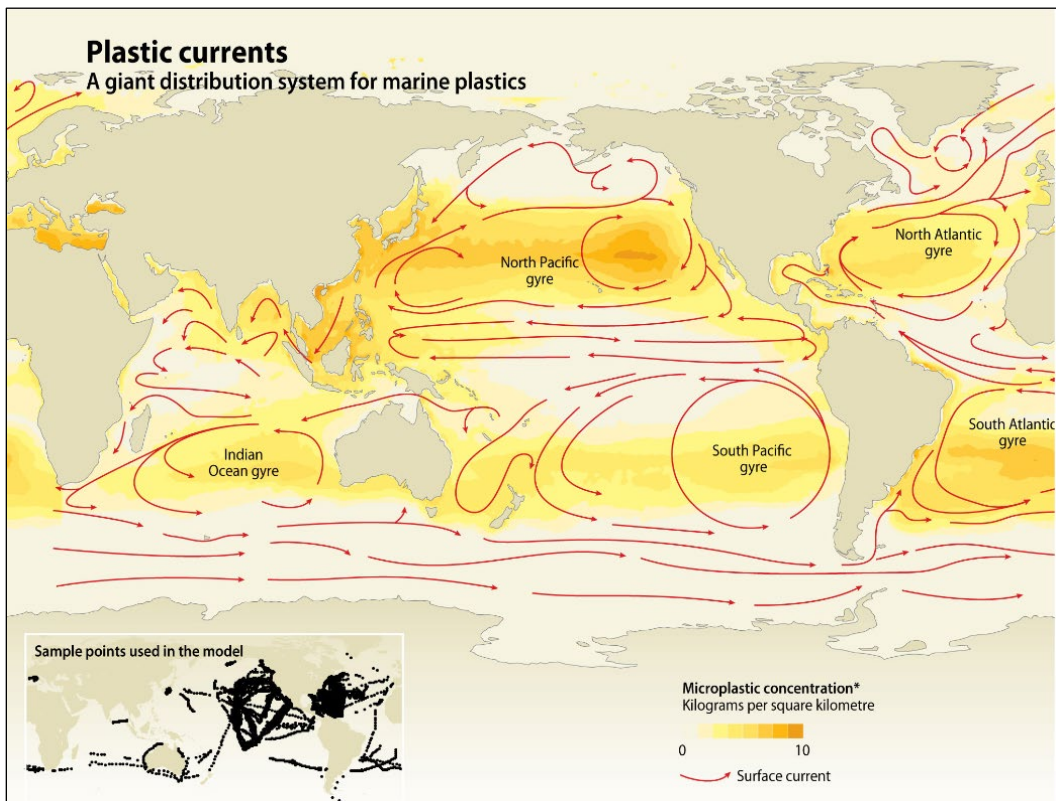 Plastic currents
A giant distribution system for marine plastics
North Pacific
gyre
North Atlantic
gyre
Indian
Ocean gyre
South Pacific
gyre
South Atlantic
gyre
Sample points used in the model
Microplastic concentration*
Kilograms per square kilometre
0 10
Surface current